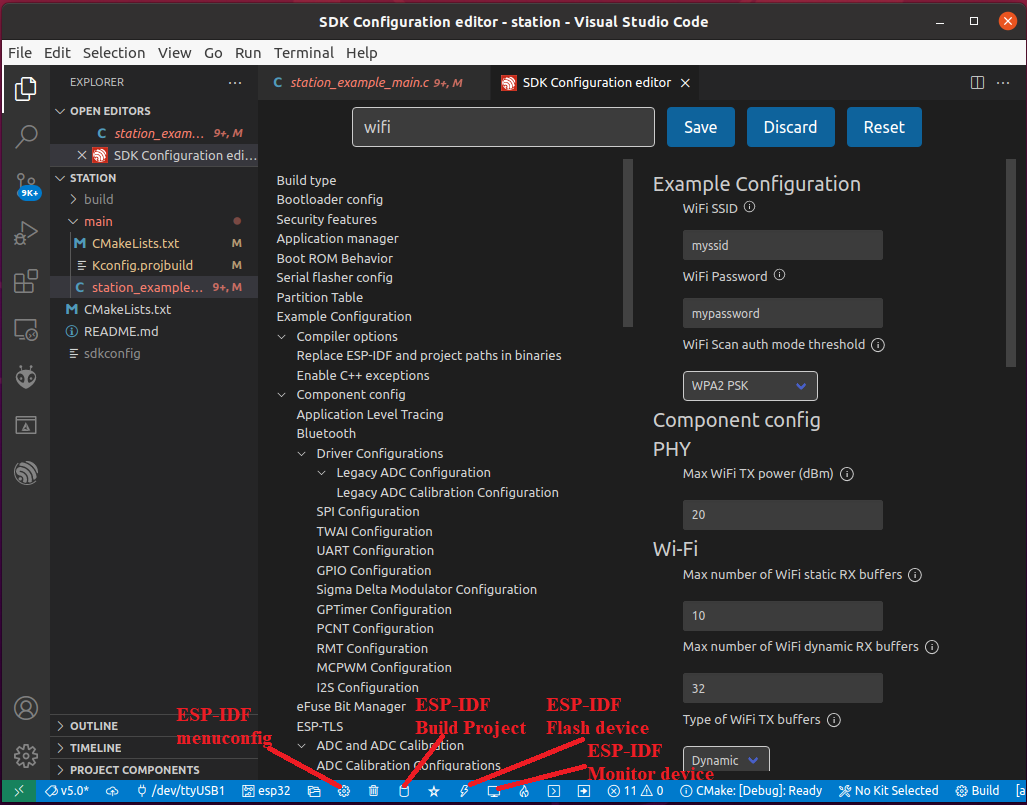 SDK Configuration editor - station - Visual Studio Code
File Edit Selection View Go Run Terminal Help
EXPLORER
OPEN EDITORS
C station_exam... 9+, M
SDK Configuration edi...
STATION
build
main
M CMakeLists.txt M
Kconfig.projbuild M
C station_example... 9+, M
M CMakeLists.txt
README.md
sdkconfig
OUTLINE
TIMELINE
PROJECT COMPONENTS
9K+
C station_example_main.c 9+, M
SDK Configuration editor
wifi
Save
Discard
Reset
Build type
Bootloader config
Security features
Application manager
Boot ROM Behavior
Serial flasher config
Partition Table
Example Configuration
Compiler options
Replace ESP-IDF and project paths in binaries
Enable C++ exceptions
Component config
Application Level Tracing
Bluetooth
Driver Configurations
Legacy ADC Configuration
Legacy ADC Calibration Configuration
SPI Configuration
TWAI Configuration
UART Configuration
GPIO Configuration
Sigma Delta Modulator Configuration
GPTimer Configuration
PCNT Configuration
RMT Configuration
MCPWM Configuration
I2S Configuration
eFuse Bit Manager
ESP-TLS
ADC and ADC Calibration
ADC Calibration Configurations
Example Configuration
WiFi SSID
myssid
WiFi Password
mypassword
WiFi Scan auth mode threshold
WPA2 PSK
Component config
PHY
Max WiFi TX power (dBm)
20
Wi-Fi
Max number of WiFi static RX buffers
10
Max number of WiFi dynamic RX buffers
32
Type of WiFi TX buffers
Dynamic
ESP-IDF
menuconfig
ESP-IDF
Build Project
ESP-IDF
Flash device
ESP-IDF
Monitor device
v5.0* /dev/ttyUSB1 esp32 11 0 CMake: [Debug]: Ready No Kit Selected Build [a